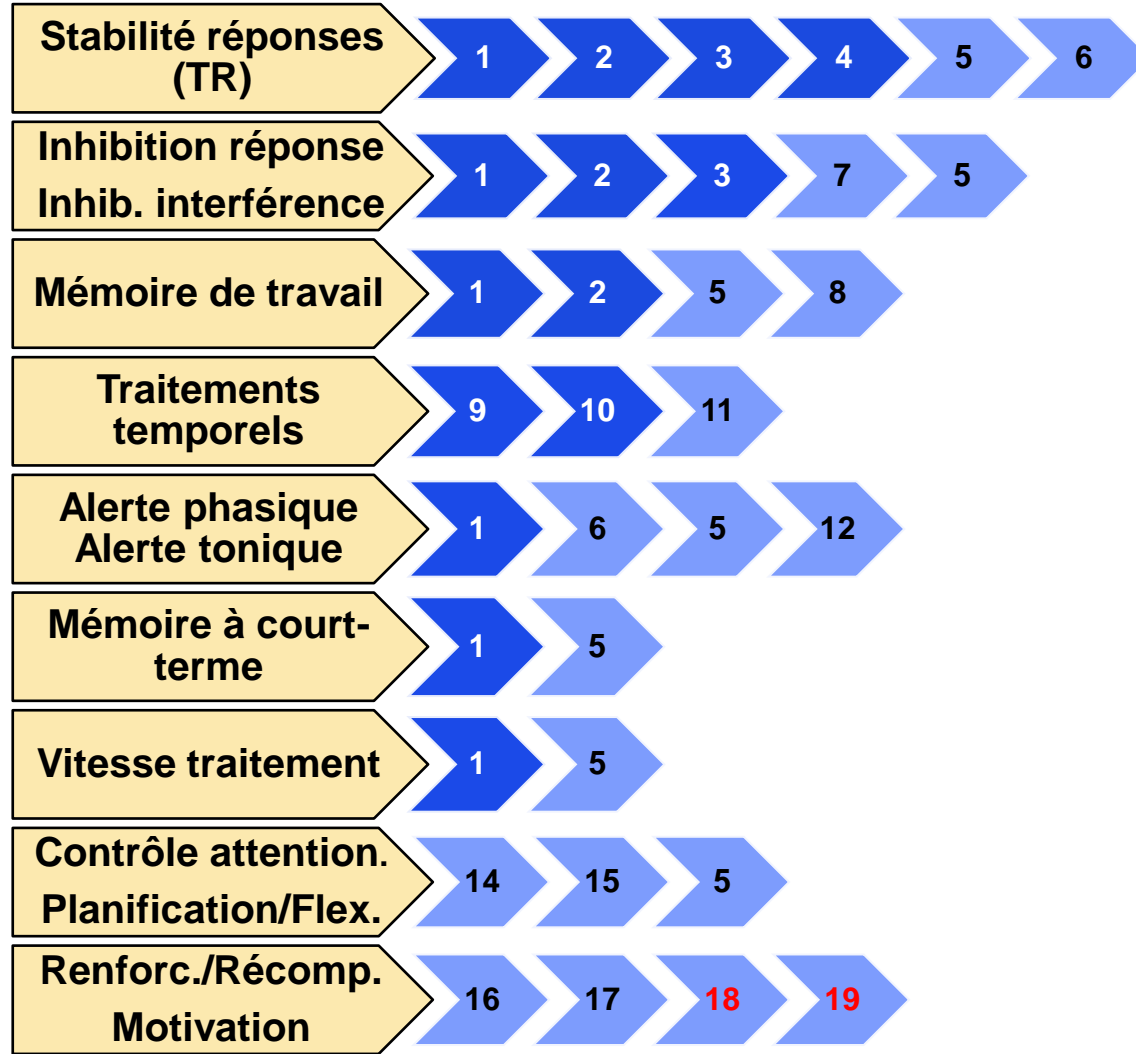 Stabilité réponses
(TR)
1 2 3 4 5 6
Inhibition réponse
Inhib. interférence
1 2 3 7 5
Mémoire de travail
1 2 5 8
Traitements
temporels
9 10 11
Alerte phasique
Alerte tonique
1 6 5 12
Mémoire à court-
terme
1 5
Vitesse traitement
1 5
Contrôle attention.
Planification/Flex.
14 15 5
Renforc./Récomp.
Motivation
16 17 18 19